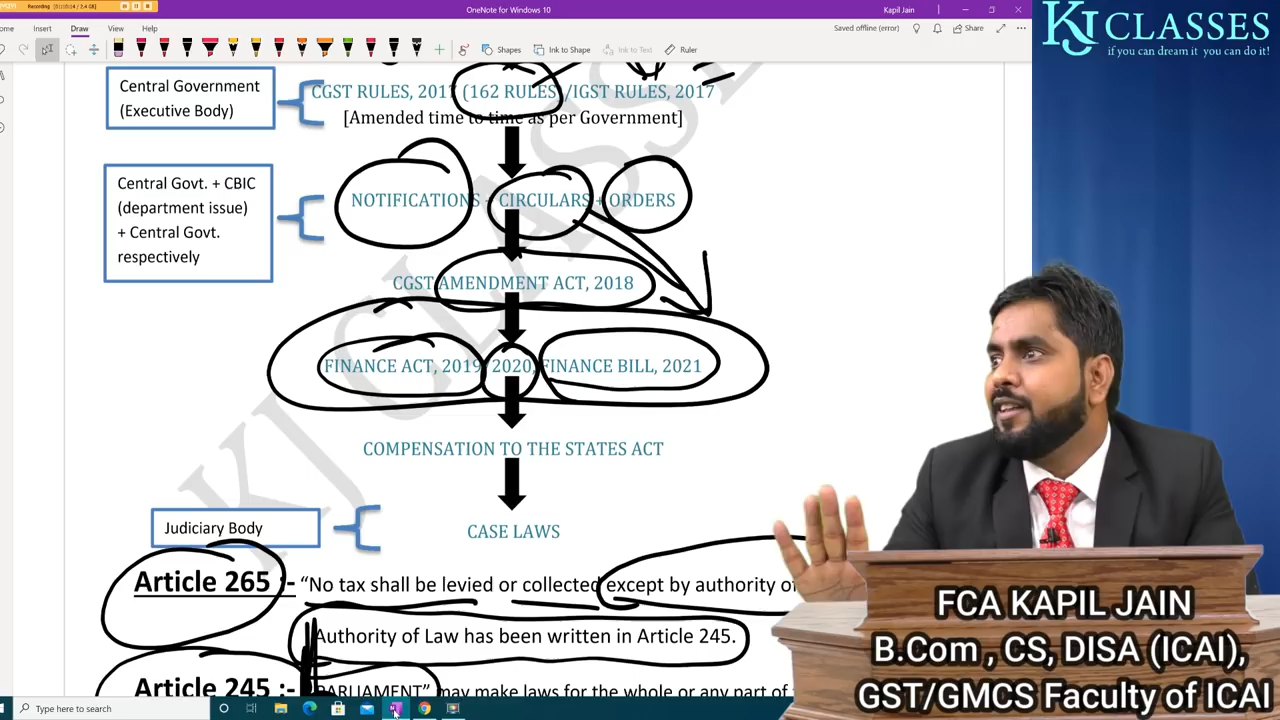 OneNote for Windows 10
Kapil Jain
ome Insert Draw View Help
Saved offline (error)
Share
Shapes
Ink to Shape
Ink to Text
Ruler
KJ CLASSES
if you can dream it you can do it!
Central Government
(Executive Body)
CGST RULES, 2017 (162 RULES) /IGST RULES, 2017
[Amended time to time as per Government]
Central Govt. + CBIC
(department issue)
+ Central Govt.
respectively
NOTIFICATIONS + CIRCULARS + ORDERS
CGST AMENDMENT ACT, 2018
FINANCE ACT, 2019, 2020, FINANCE BILL, 2021
COMPENSATION TO THE STATES ACT
Judiciary Body
CASE LAWS
KJ CLASSES
Article 265 :- “No tax shall be levied or collected except by authority of
Authority of Law has been written in Article 245.
Article 245 :- “PARLIAMENT” may make laws for the whole or any part of
FCA KAPIL JAIN
B.Com , CS, DISA (ICAI),
GST/GMCS Faculty of ICAI
Type here to search